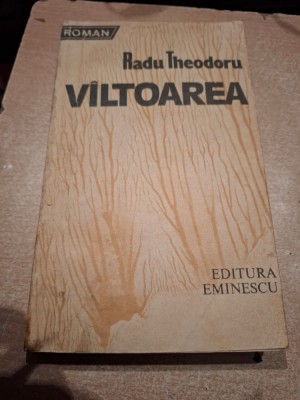 ROMAN
Radu Theodoru
VÎLTOAREA
EDITURA
EMINESCU